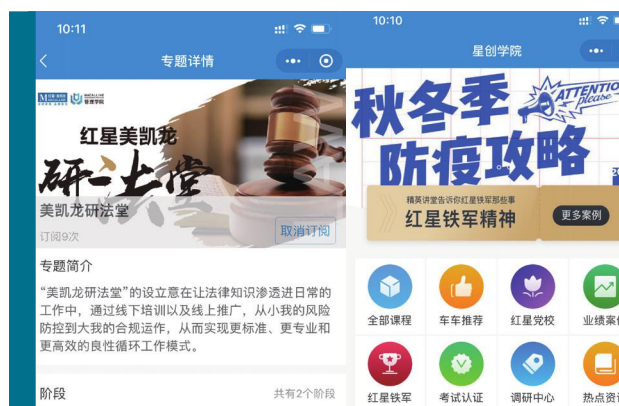 10:11
专题详情
管理学院
红星美凯龙
研法堂
美凯龙研法堂
订阅9次
取消订阅
专题简介
“美凯龙研法堂”的设立意在让法律知识渗透进日常的
工作中，通过线下培训以及线上推广，从小我的风险
防控到大我的合规运作，从而实现更标准、更专业和
更高效的良性循环工作模式。
阶段
共有2个阶段
10:10
星创学院
ATTENTION
please
秋冬季
防疫攻略
精英讲堂告诉你红星铁军那些事
红星铁军精神
更多案例
全部课程
车车推荐
红星党校
业绩案
红星铁军
考试认证
调研中心
热点资